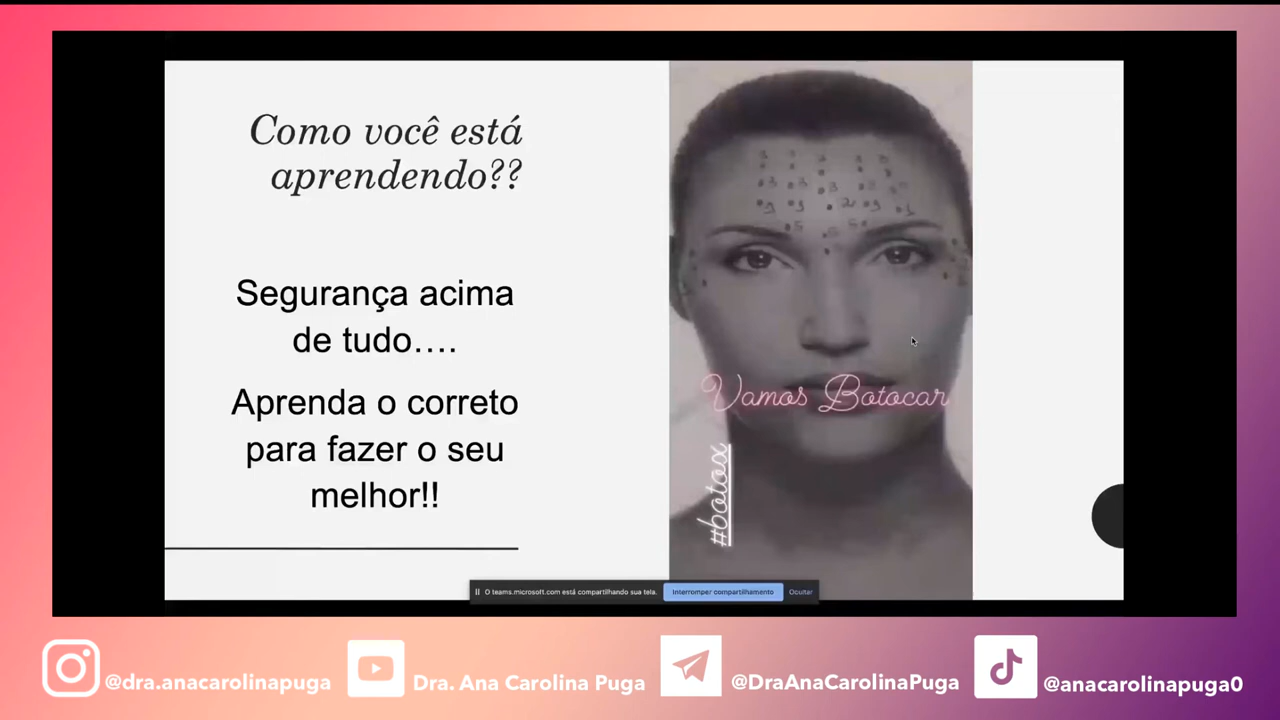 Como você está
aprendendo??
Segurança acima
de tudo....
Aprenda o correto
para fazer o seu
melhor!!
Vamos Botocar
#botox
O teams.microsoft.com está compartilhando sua tela.
Interromper compartilhamento
Ocultar
@dra.anacarolinapuga
Dra. Ana Carolina Puga
@DraAnaCarolinaPuga
@anacarolinapuga0